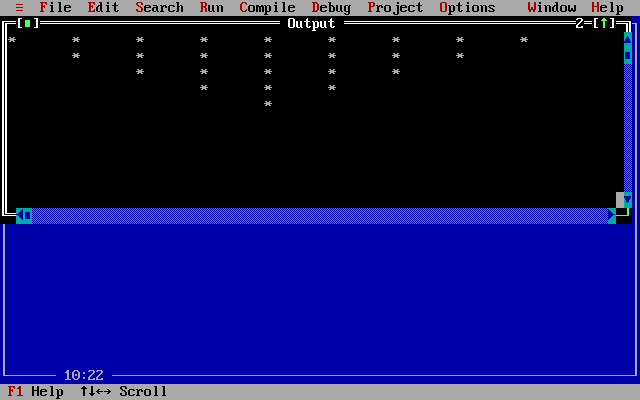 ≡ File Edit Search Run Compile Debug Project Options Window Help
[■] Output 2=[↑]
* * * * * * * * *
* * * * * * *
* * * * *
* * *
*
10:22
F1 Help ↑↓↔ Scroll